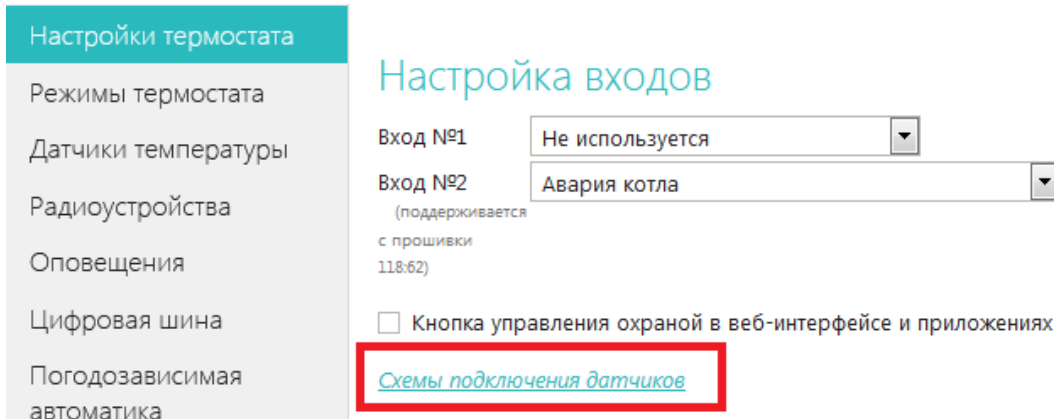 Настройки термостата
Режимы термостата
Датчики температуры
Радиоустройства
Оповещения
Цифровая шина
Погодозависимая
автоматика
Настройка входов
Вход №1 Не используется
Вход №2 Авария котла
(поддерживается
с прошивки
118:62)
Кнопка управления охраной в веб-интерфейсе и приложениях
Схемы подключения датчиков